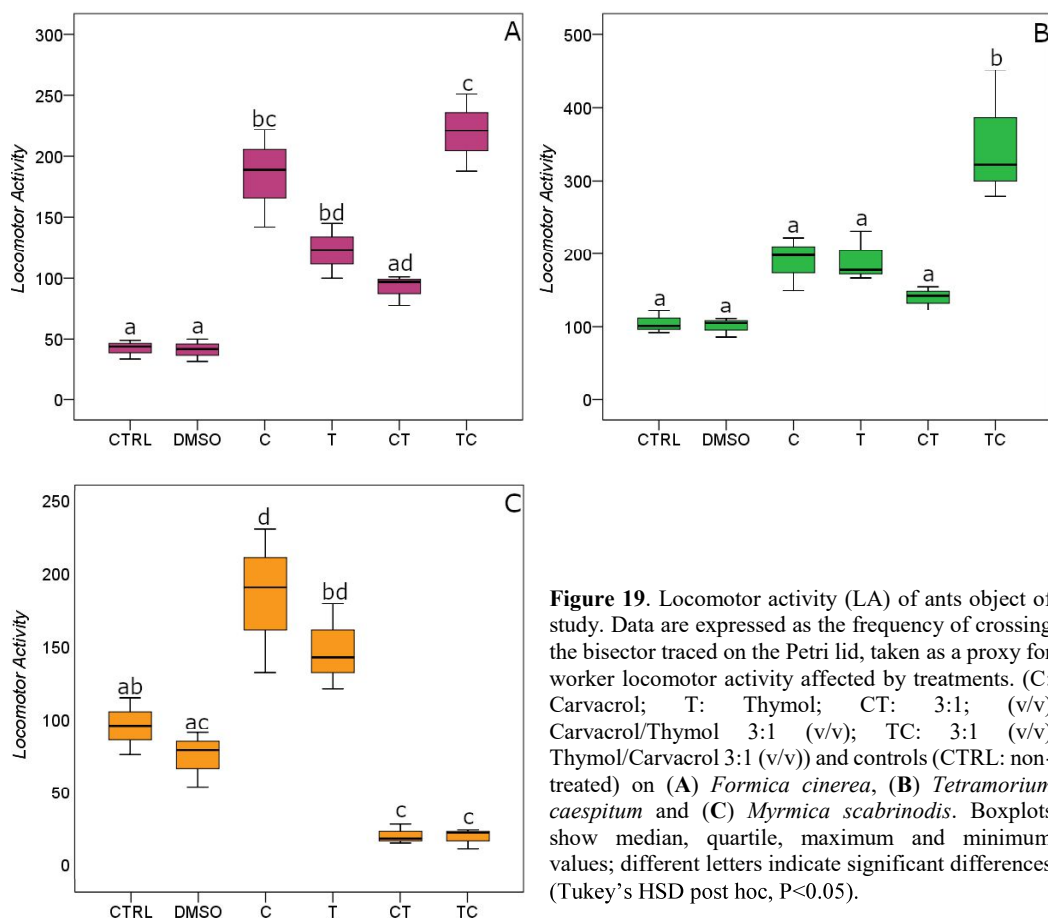 A
300
250
200
150
100
50
0
Locomotor Activity
a
a
bc
bd
ad
c
CTRL DMSO C T CT TC
B
500
400
300
200
100
0
Locomotor Activity
a
a
a
a
a
b
CTRL DMSO C T CT TC
C
250
200
150
100
50
0
Locomotor Activity
ab
ac
d
bd
c
c
CTRL DMSO C T CT TC
Figure 19. Locomotor activity (LA) of ants object of
study. Data are expressed as the frequency of crossing
the bisector traced on the Petri lid, taken as a proxy for
worker locomotor activity affected by treatments. (C:
Carvacrol; T: Thymol; CT: 3:1; (v/v)
Carvacrol/Thymol 3:1 (v/v); TC: 3:1 (v/v)
Thymol/Carvacrol 3:1 (v/v)) and controls (CTRL: non-
treated) on (A) Formica cinerea, (B) Tetramorium
caespitum and (C) Myrmica scabrinodis. Boxplots
show median, quartile, maximum and minimum
values; different letters indicate significant differences
(Tukey’s HSD post hoc, P<0.05).